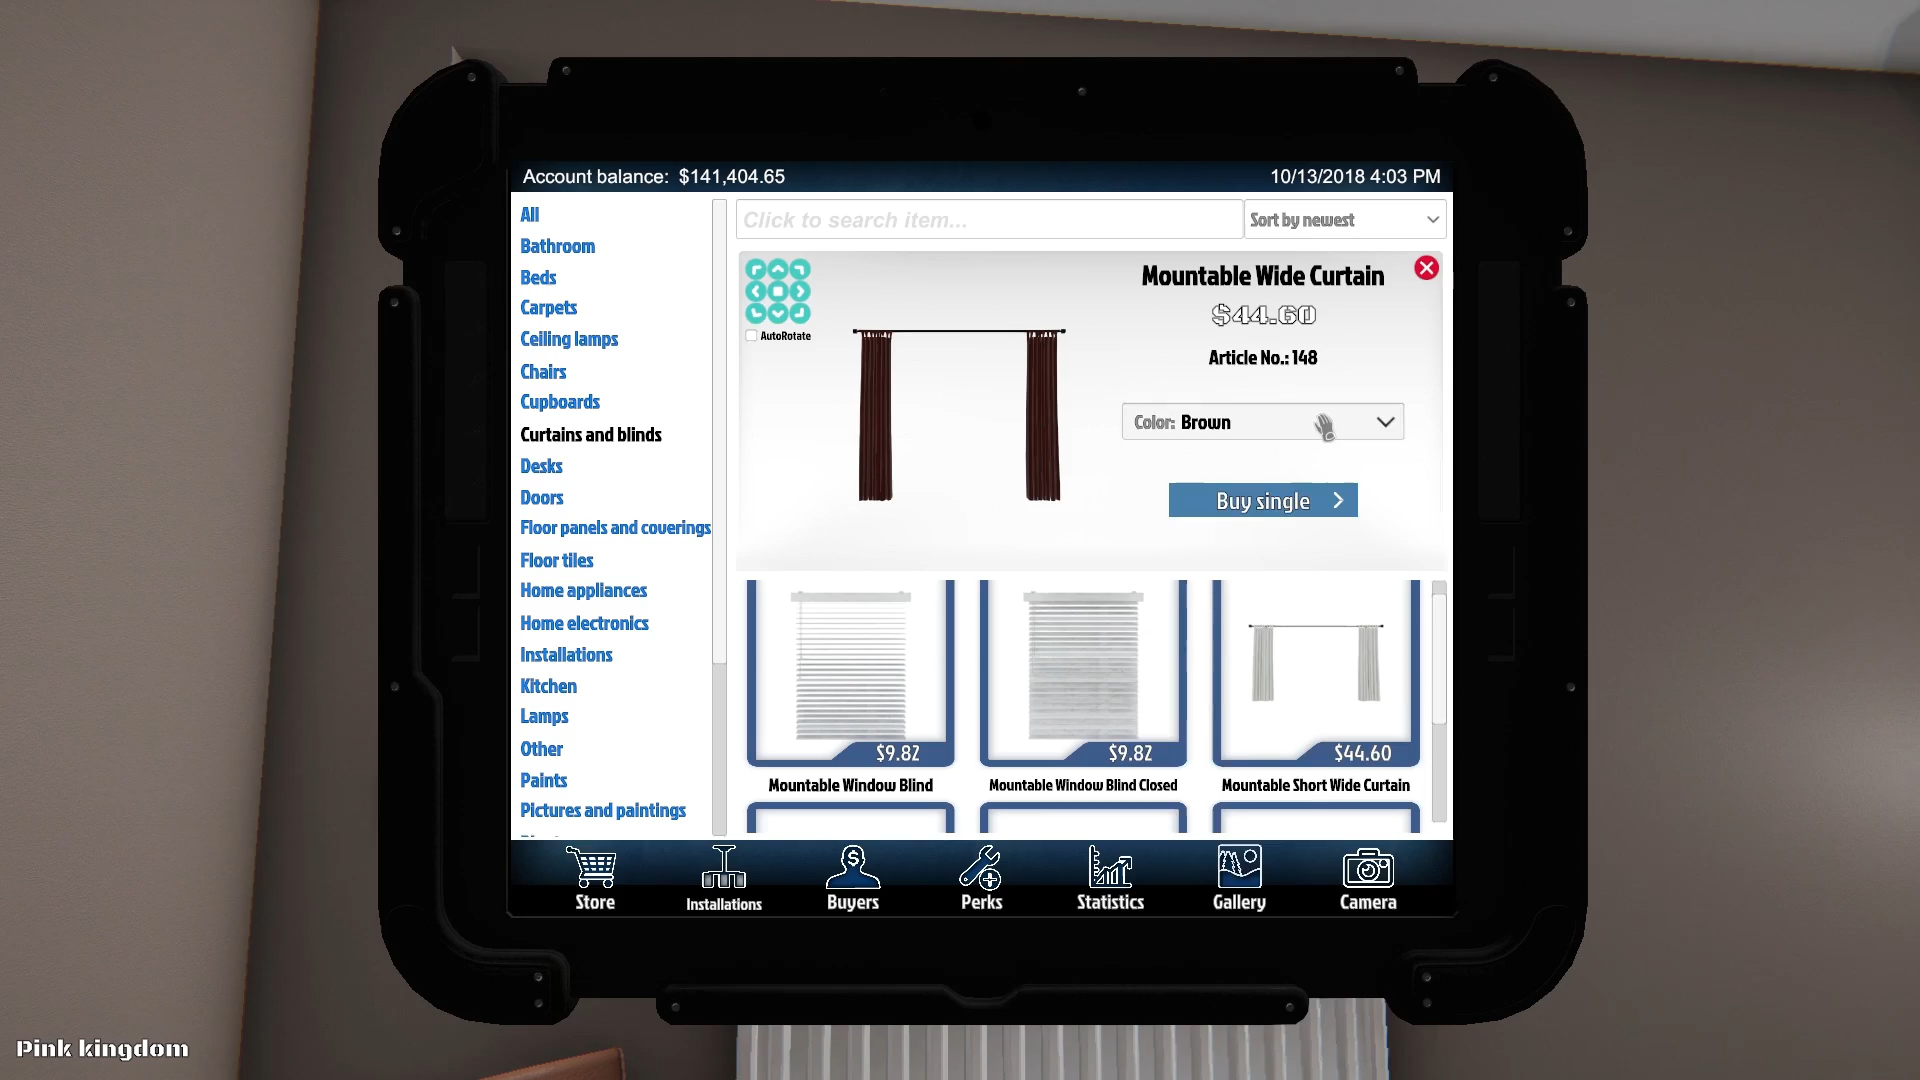 Account balance: $141,404.65
10/13/2018 4:03 PM
All
Bathroom
Beds
Carpets
Ceiling lamps
Chairs
Cupboards
Curtains and blinds
Desks
Doors
Floor panels and coverings
Floor tiles
Home appliances
Home electronics
Installations
Kitchen
Lamps
Other
Paints
Pictures and paintings
Click to search item...
Sort by newest
AutoRotate
Mountable Wide Curtain
$44.60
Article No.: 148
Color: Brown
Buy single
$9.82
$9.82
$44.60
Mountable Window Blind
Mountable Window Blind Closed
Mountable Short Wide Curtain
Store
Installations
Buyers
Perks
Statistics
Gallery
Camera
Pink kingdom